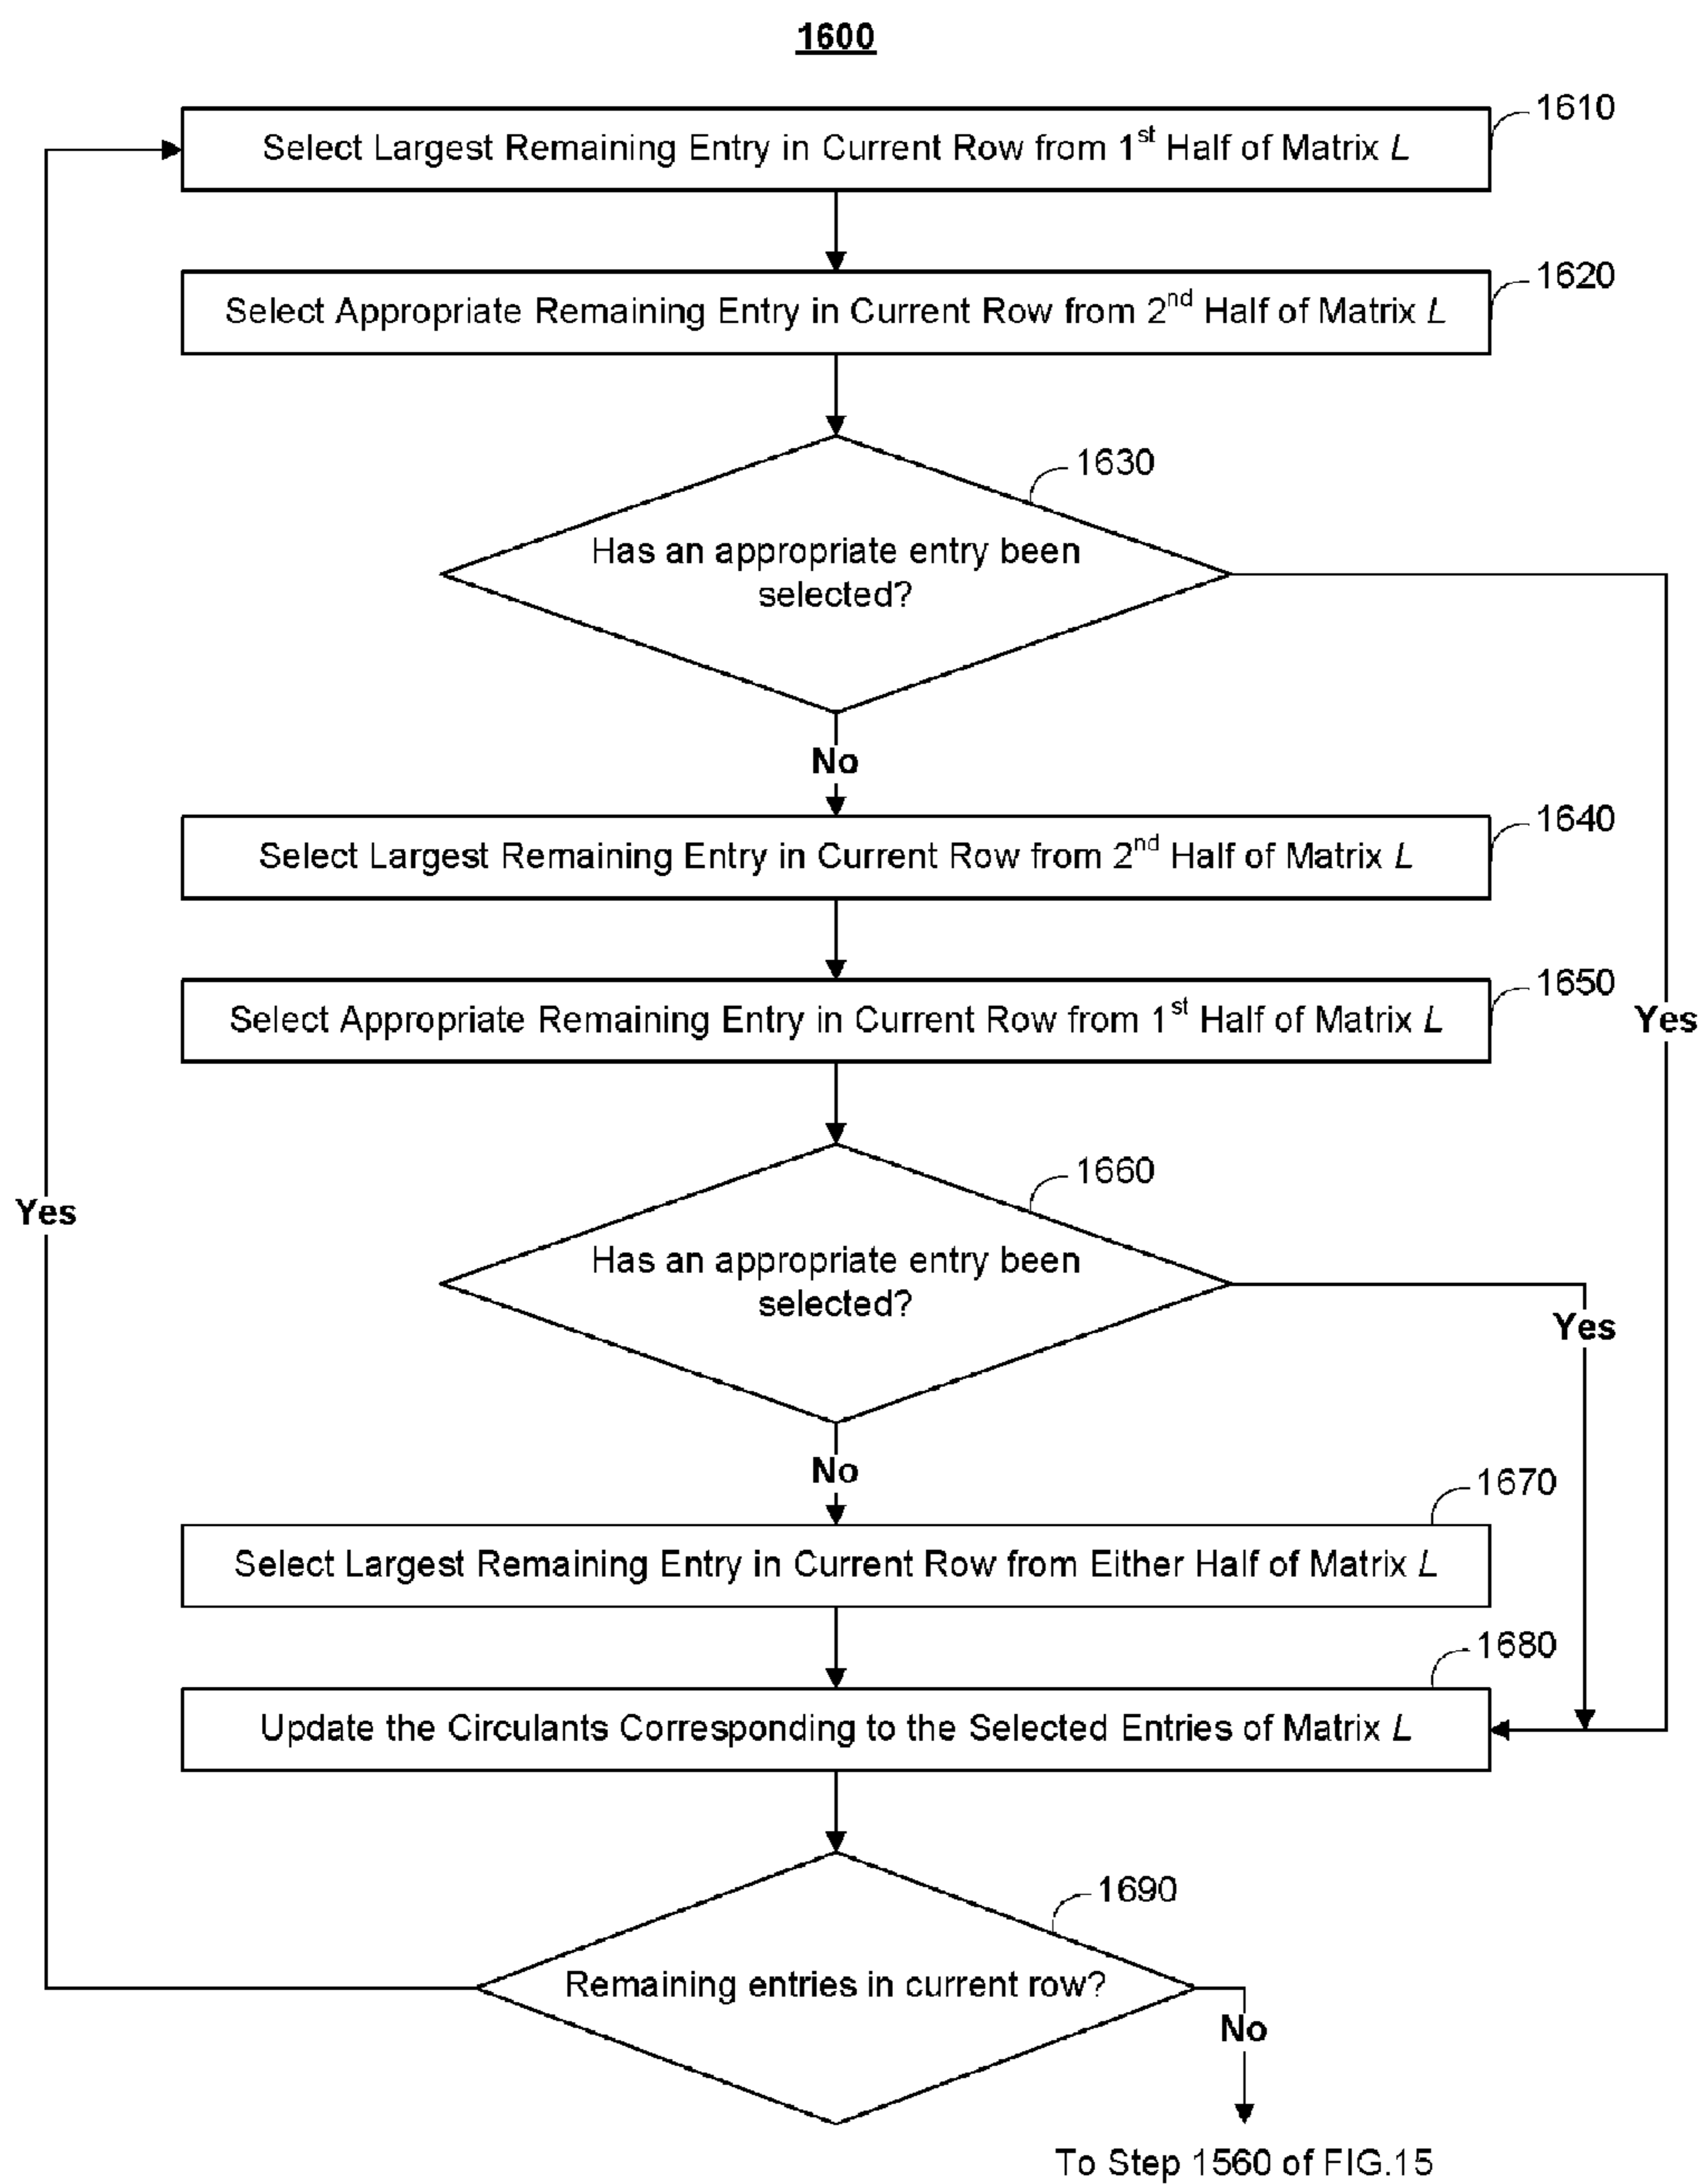 1600
1610
Select Largest Remaining Entry in Current Row from 1st Half of Matrix L
1620
Select Appropriate Remaining Entry in Current Row from 2nd Half of Matrix L
1630
Has an appropriate entry been
selected?
No
1640
Select Largest Remaining Entry in Current Row from 2nd Half of Matrix L
1650
Select Appropriate Remaining Entry in Current Row from 1st Half of Matrix L
Yes
1660
Yes
Has an appropriate entry been
selected?
Yes
No
1670
Select Largest Remaining Entry in Current Row from Either Half of Matrix L
1680
Update the Circulants Corresponding to the Selected Entries of Matrix L
1690
Remaining entries in current row?
No
To Step 1560 of FIG.15